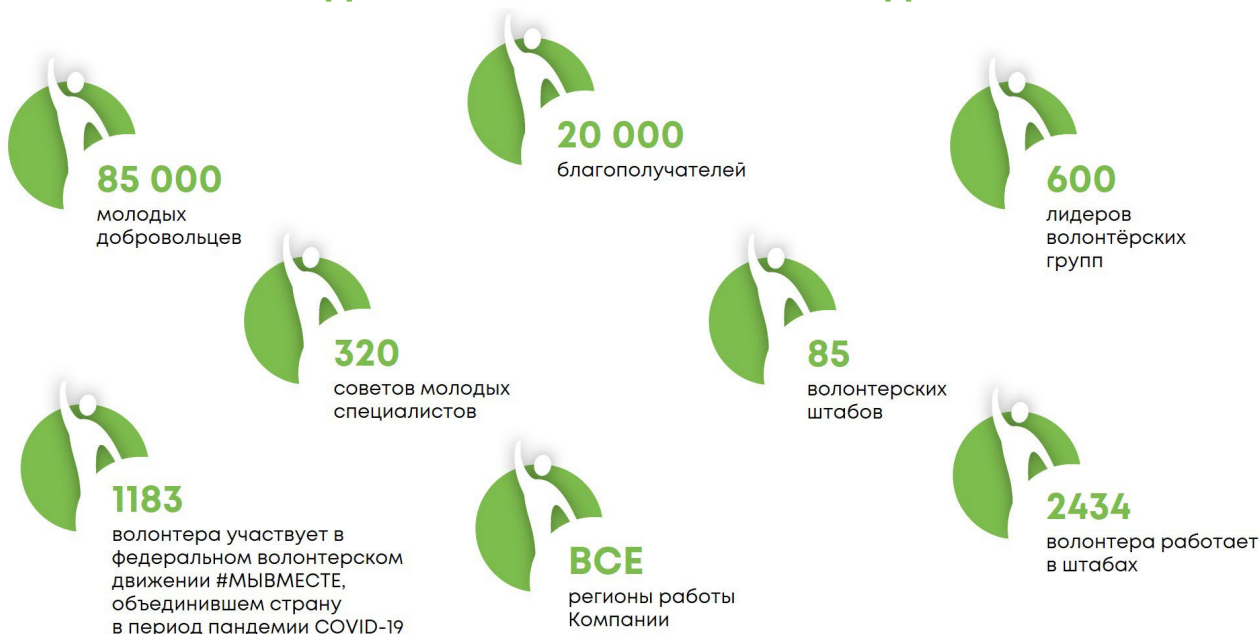 85 000
молодых
добровольцев
20 000
благополучателей
600
лидеров
волонтёрских
групп
320
советов молодых
специалистов
85
волонтерских
штабов
1183
волонтера участвует в
федеральном волонтерском
движении #МЫВМЕСТЕ,
объединившем страну
в период пандемии COVID-19
ВСЕ
регионы работы
Компании
2434
волонтера работает
в штабах